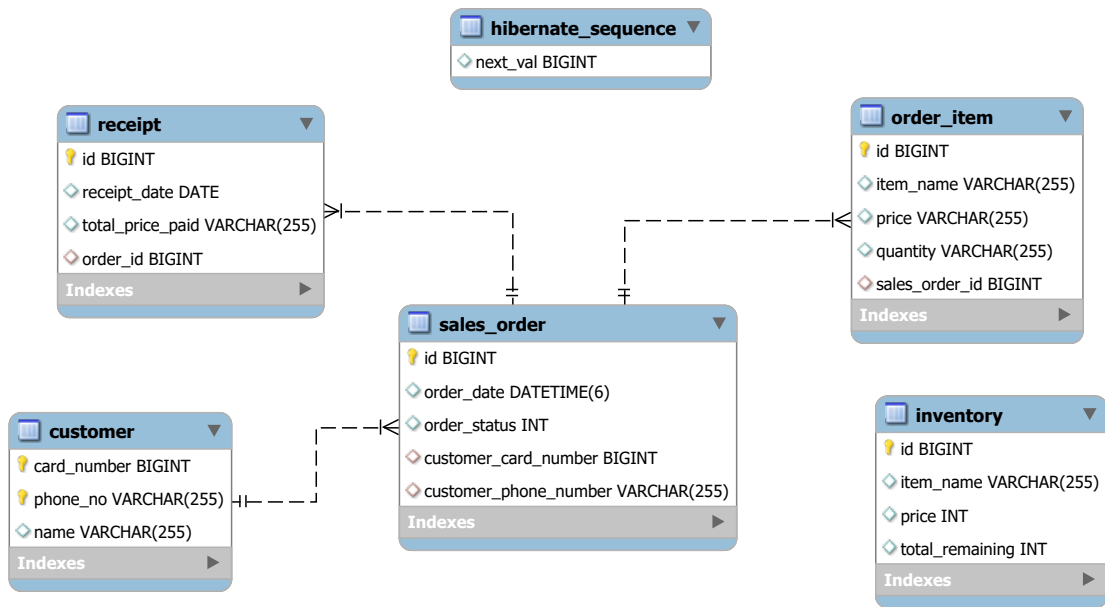 hibernate_sequence
next_val BIGINT
receipt
id BIGINT
receipt_date DATE
total_price_paid VARCHAR(255)
order_id BIGINT
Indexes
order_item
id BIGINT
item_name VARCHAR(255)
price VARCHAR(255)
quantity VARCHAR(255)
sales_order_id BIGINT
Indexes
sales_order
id BIGINT
order_date DATETIME(6)
order_status INT
customer_card_number BIGINT
customer_phone_number VARCHAR(255)
Indexes
customer
card_number BIGINT
phone_no VARCHAR(255)
name VARCHAR(255)
Indexes
inventory
id BIGINT
item_name VARCHAR(255)
price INT
total_remaining INT
Indexes